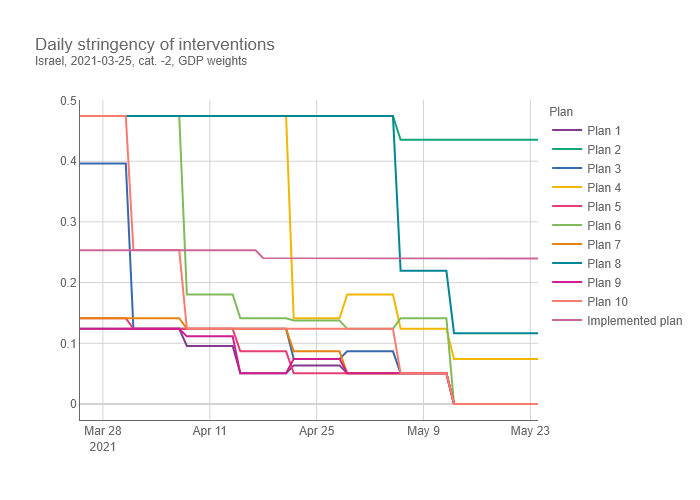 Daily stringency of interventions
Israel, 2021-03-25, cat. -2, GDP weights
0.5
0.4
0.3
0.2
0.1
0
Mar 28
2021
Apr 11
Apr 25
May 9
May 23
Plan
Plan 1
Plan 2
Plan 3
Plan 4
Plan 5
Plan 6
Plan 7
Plan 8
Plan 9
Plan 10
Implemented plan